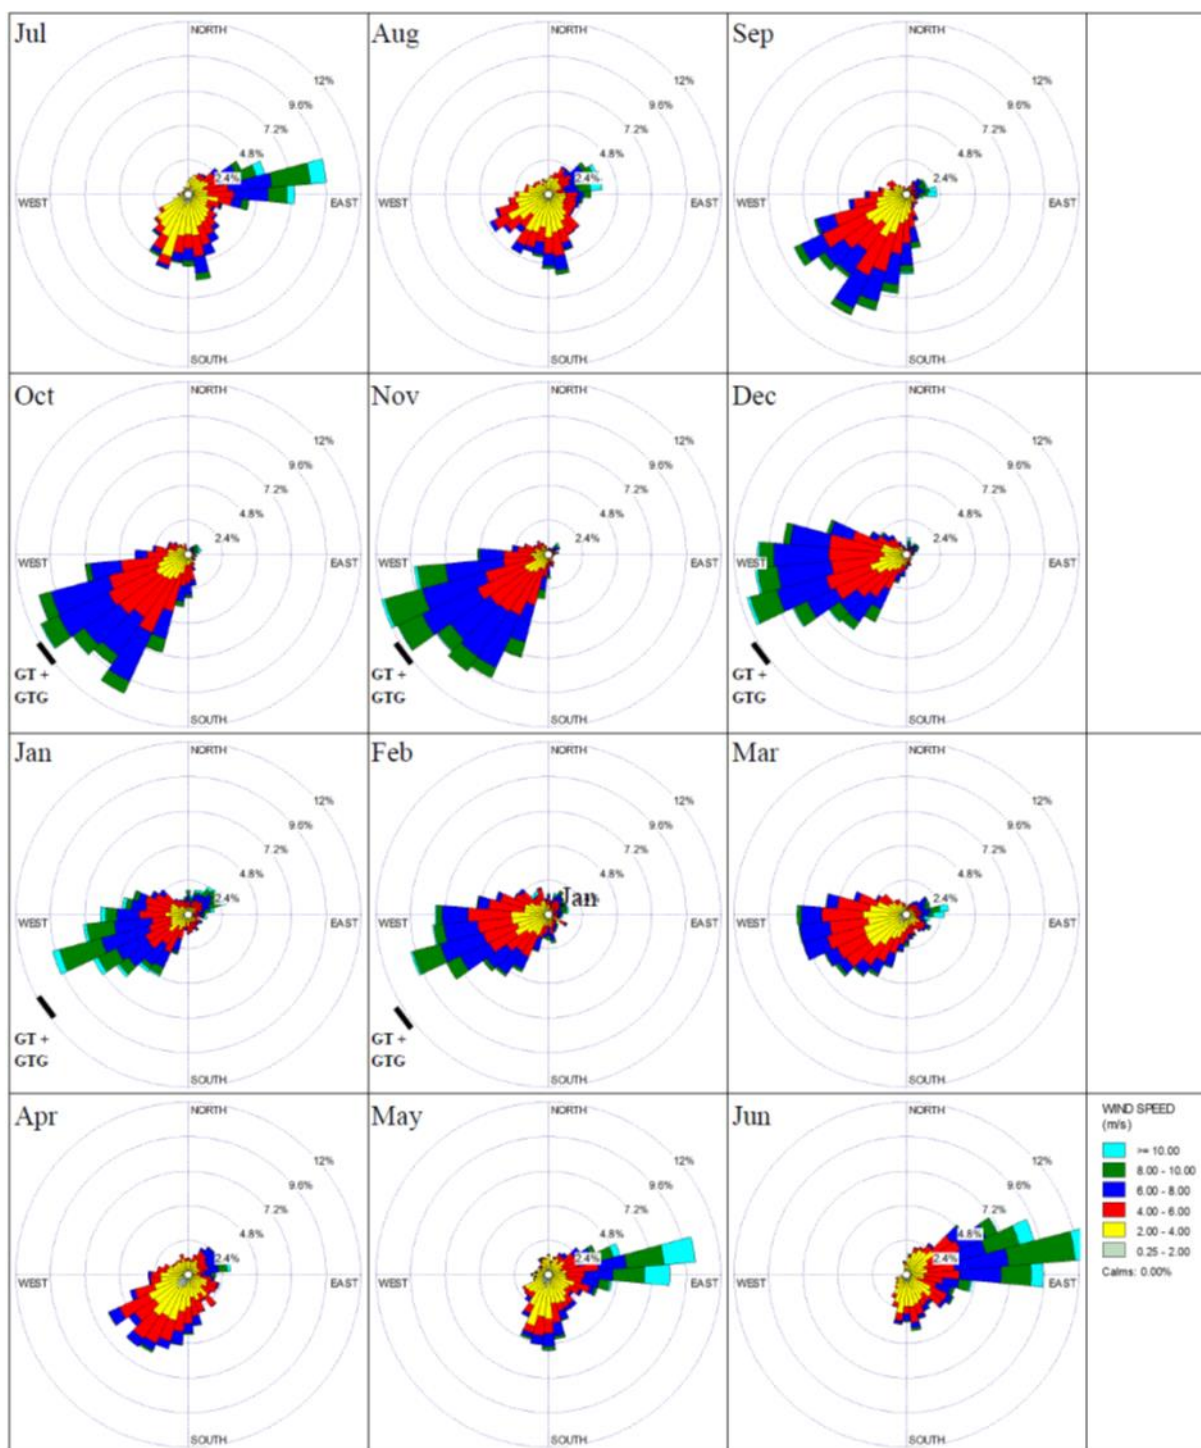 Jul
NORTH
12%
9.6%
7.2%
4.8%
2.4%
WEST
EAST
SOUTH
Aug
NORTH
12%
9.6%
7.2%
4.8%
2.4%
WEST
EAST
SOUTH
Sep
NORTH
12%
9.6%
7.2%
4.8%
2.4%
WEST
EAST
SOUTH
Oct
NORTH
12%
9.6%
7.2%
4.8%
2.4%
WEST
EAST
GT +
GTG
SOUTH
Nov
NORTH
12%
9.6%
7.2%
4.8%
2.4%
WEST
EAST
GT +
GTG
SOUTH
Dec
NORTH
12%
9.6%
7.2%
4.8%
2.4%
WEST
EAST
GT +
GTG
SOUTH
Jan
NORTH
12%
9.6%
7.2%
4.8%
2.4%
WEST
EAST
GT +
GTG
SOUTH
Feb
NORTH
12%
9.6%
7.2%
4.8%
Jan
WEST
EAST
GT +
GTG
SOUTH
Mar
NORTH
12%
9.6%
7.2%
4.8%
2.4%
WEST
EAST
SOUTH
Apr
NORTH
12%
9.6%
7.2%
4.8%
2.4%
WEST
EAST
SOUTH
May
NORTH
12%
9.6%
7.2%
4.8%
2.4%
WEST
EAST
SOUTH
Jun
NORTH
12%
9.6%
7.2%
4.8%
2.4%
WEST
EAST
SOUTH
WIND SPEED
(m/s)
>= 10.00
8.00 - 10.00
6.00 - 8.00
4.00 - 6.00
2.00 - 4.00
0.25 - 2.00
Calms: 0.00%